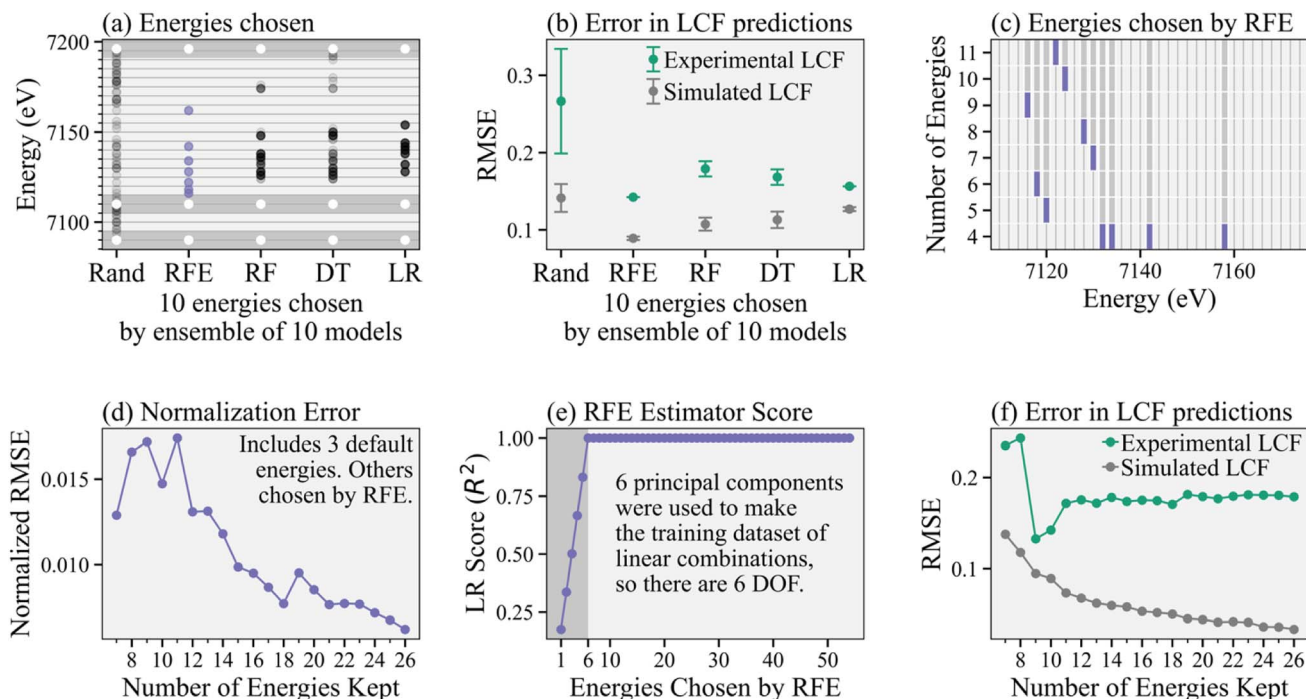 (a) Energies chosen
7200
7150
7100
Energy (eV)
Rand RFE RF DT LR
10 energies chosen
by ensemble of 10 models
(b) Error in LCF predictions
Experimental LCF
Simulated LCF
0.3
0.2
0.1
RMSE
Rand RFE RF DT LR
10 energies chosen
by ensemble of 10 models
(c) Energies chosen by RFE
11
10
9
8
7
6
5
4
Number of Energies
7120 7140 7160
Energy (eV)
(d) Normalization Error
Includes 3 default
energies. Others
chosen by RFE.
0.015
0.010
Normalized RMSE
8 10 12 14 16 18 20 22 24 26
Number of Energies Kept
(e) RFE Estimator Score
1.00
0.75
0.50
0.25
LR Score (R²)
6 principal components
were used to make
the training dataset of
linear combinations,
so there are 6 DOF.
1 6 10 20 30 40 50
Energies Chosen by RFE
(f) Error in LCF predictions
Experimental LCF
Simulated LCF
0.2
0.1
RMSE
8 10 12 14 16 18 20 22 24 26
Number of Energies Kept